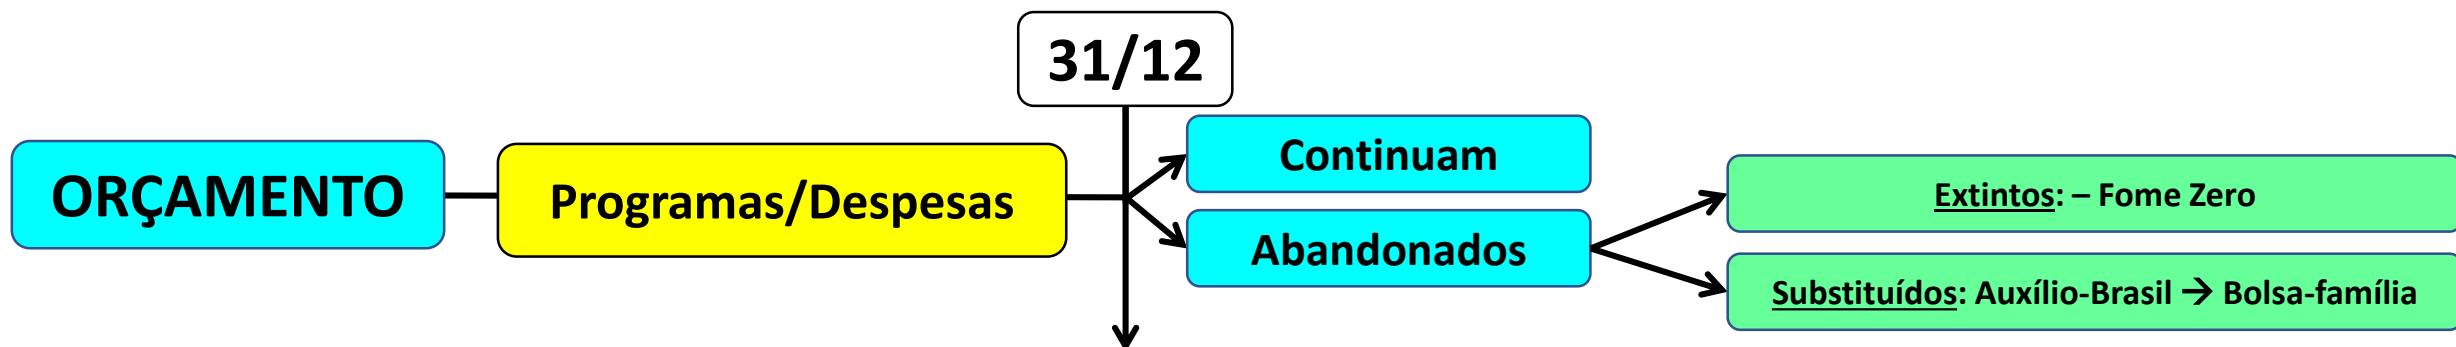 31/12
ORÇAMENTO
Programas/Despesas
Continuam
Abandonados
Extintos: – Fome Zero
Substituídos: Auxílio-Brasil → Bolsa-família